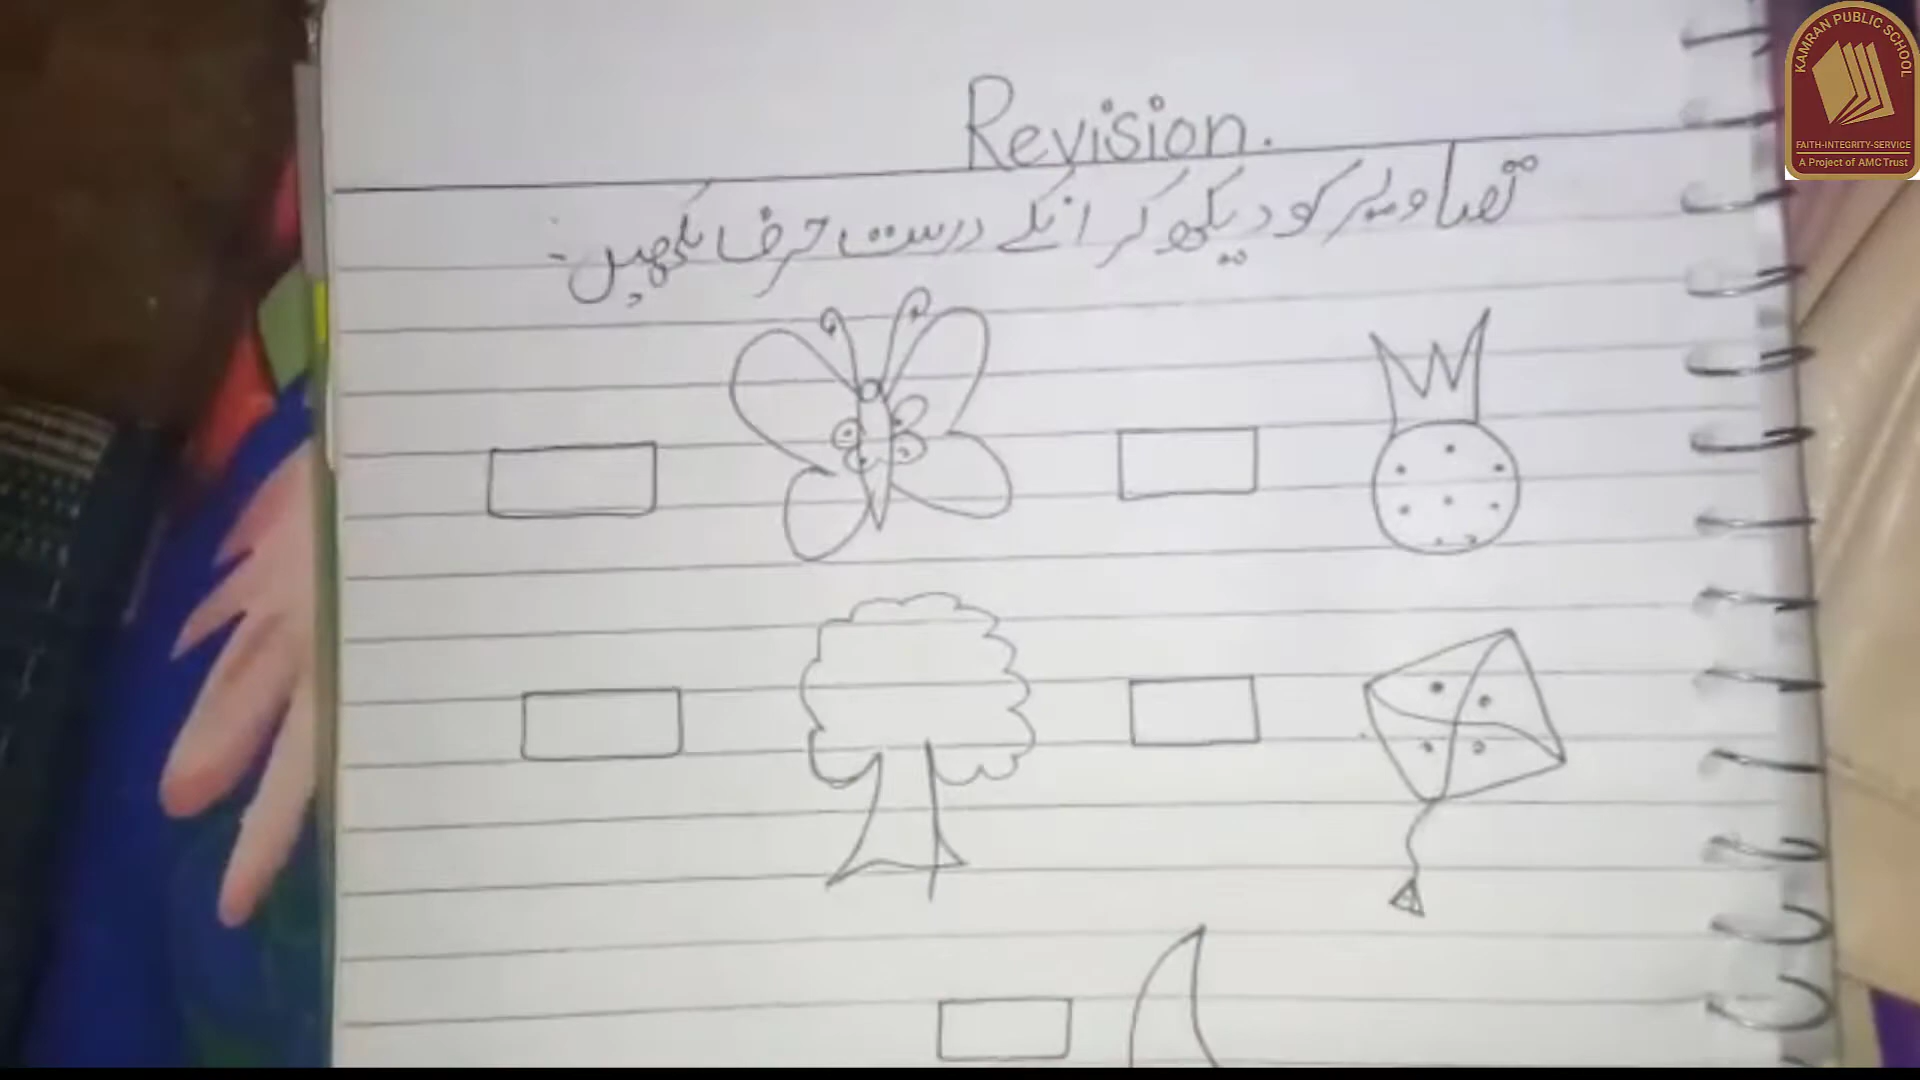 Revision.
تصاویر کو دیکھ کر انکے درست حرف لکھیں۔
KAMRAN PUBLIC SCHOOL
FAITH-INTEGRITY-SERVICE
A Project of AMC Trust